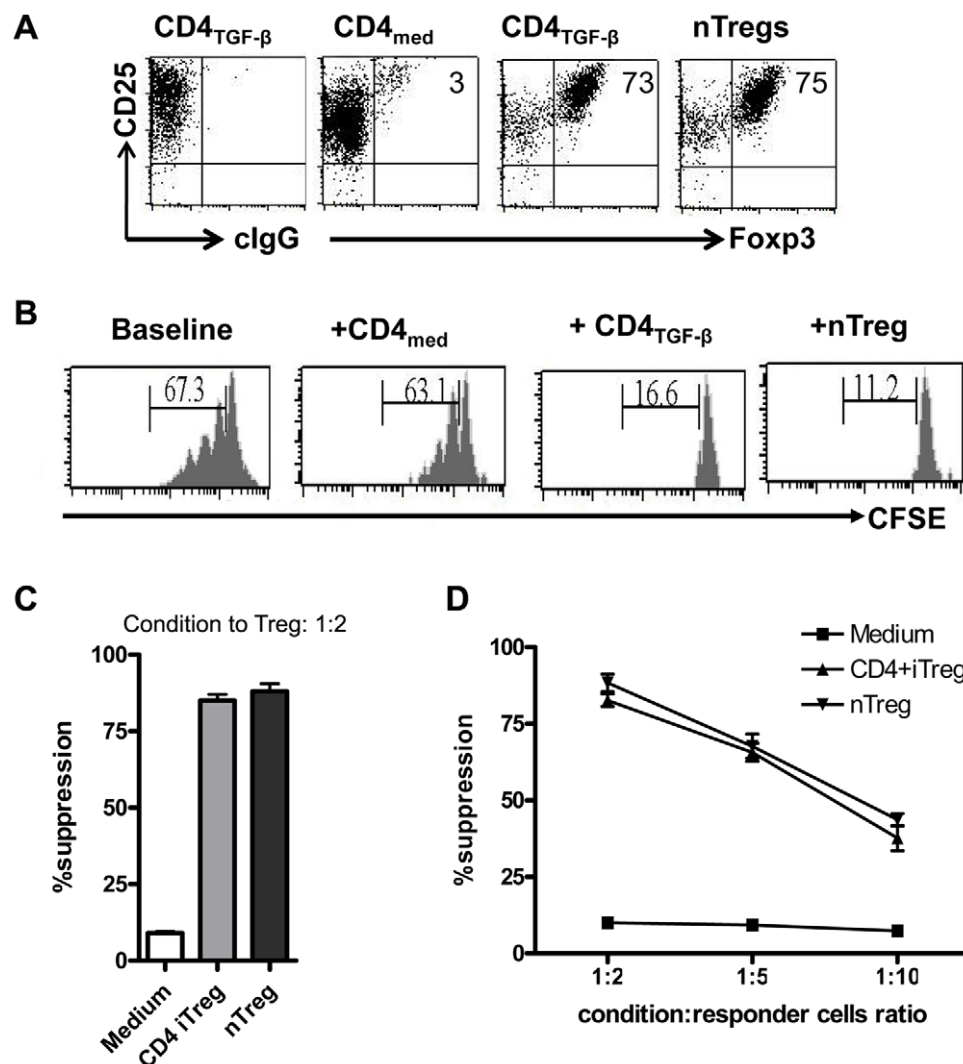 A
CD4TGF-β CD4med CD4TGF-β nTregs
CD25
3 73 75
cIgG Foxp3
B
Baseline +CD4med + CD4TGF-β +nTreg
67.3 63.1 16.6 11.2
CFSE
C
Condition to Treg: 1:2
%suppression
100
75
50
25
0
Medium CD4 iTreg nTreg
D
Medium
CD4+iTreg
nTreg
%suppression
100
75
50
25
0
1:2 1:5 1:10
condition:responder cells ratio